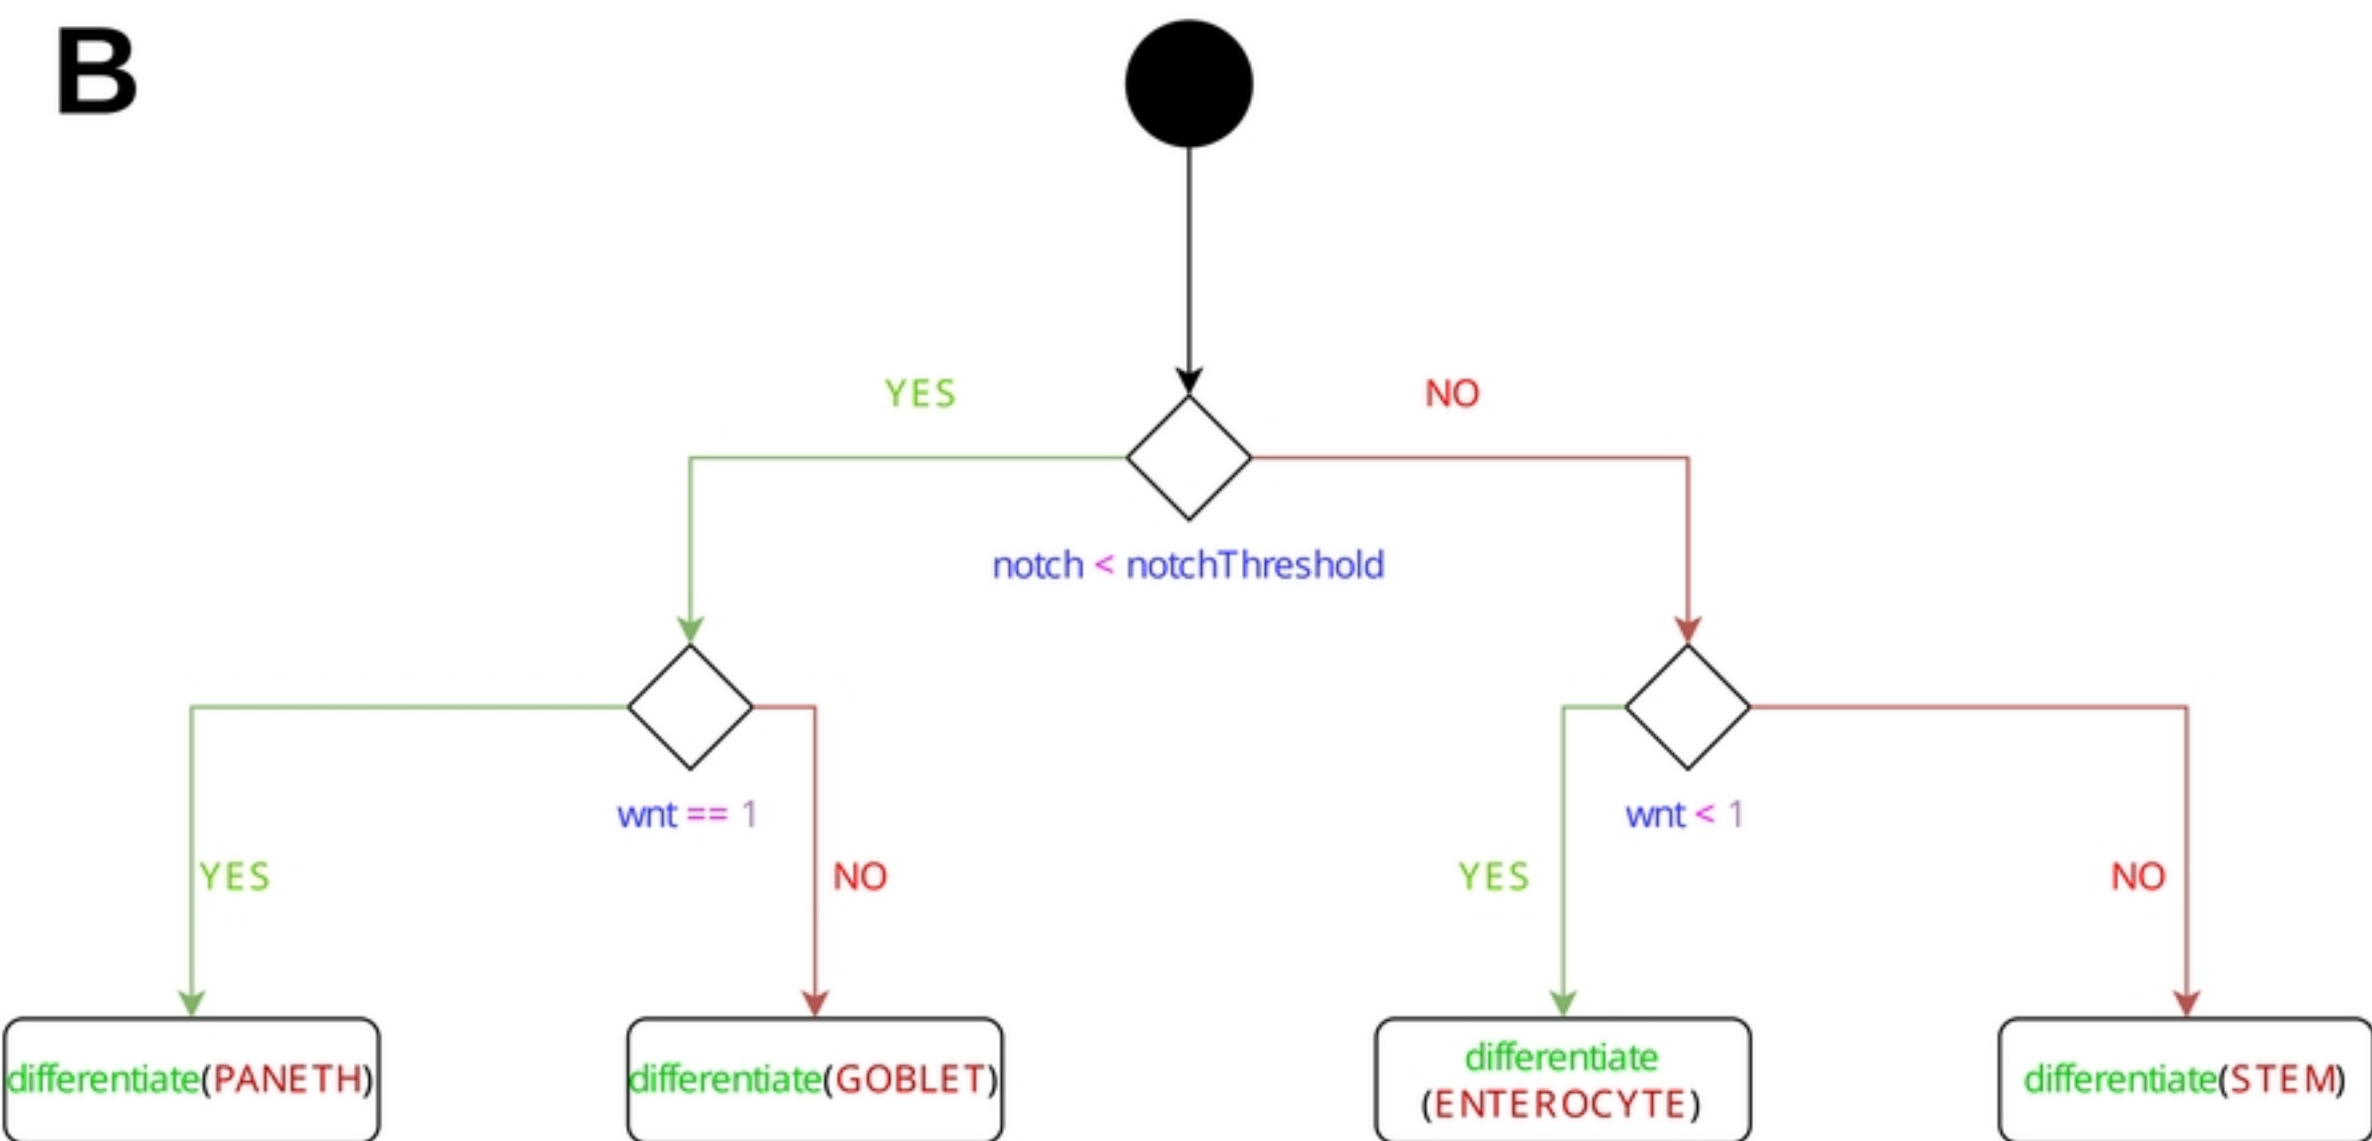 B
YES
NO
notch < notchThreshold
wnt == 1
wnt < 1
YES
NO
YES
NO
differentiate(PANETH)
differentiate(GOBLET)
differentiate
(ENTEROCYTE)
differentiate(STEM)